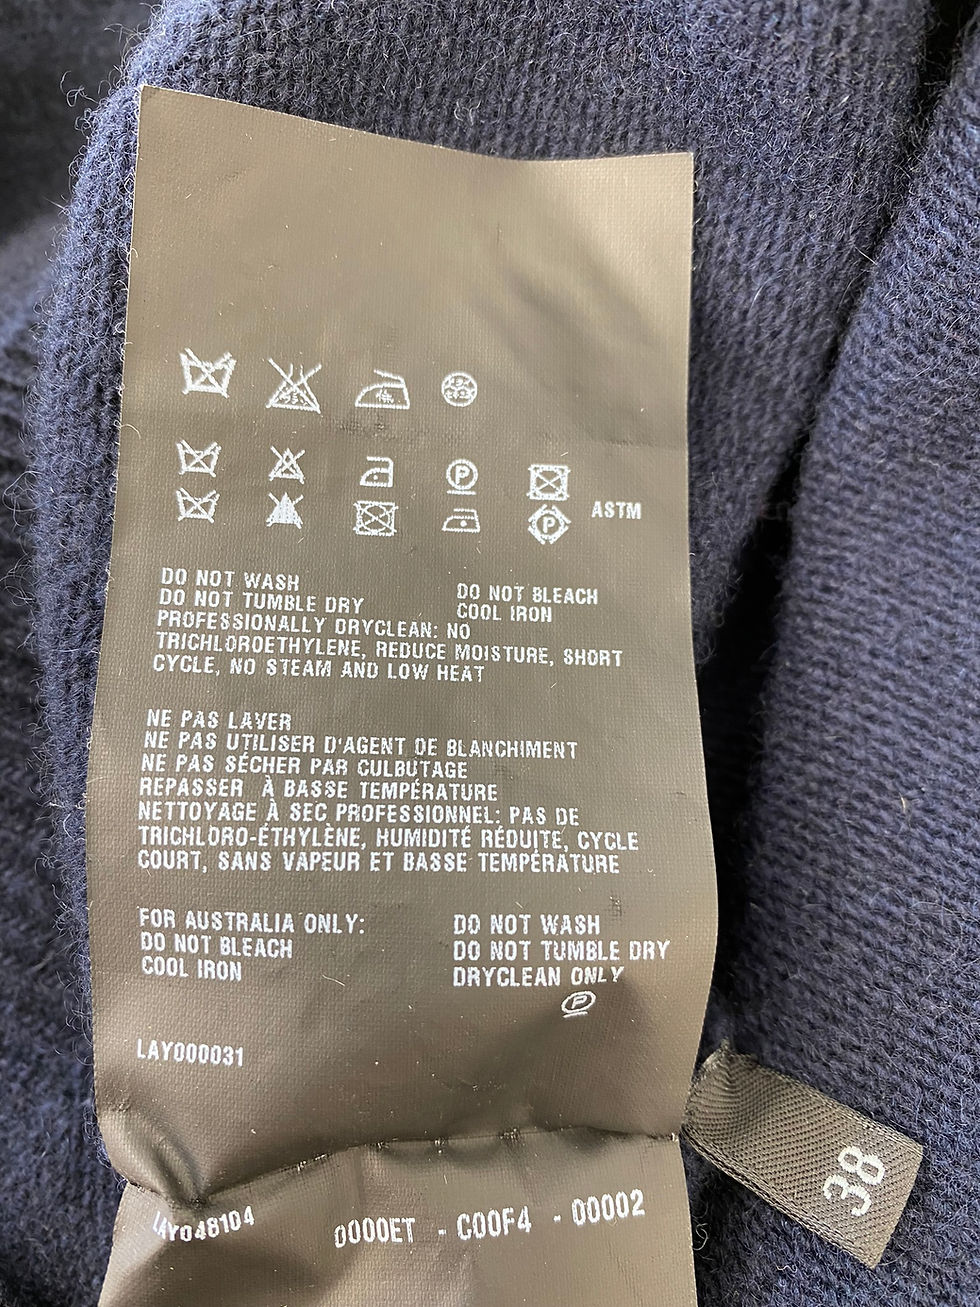 ASTM
DO NOT WASH DO NOT BLEACH
DO NOT TUMBLE DRY COOL IRON
PROFESSIONALLY DRYCLEAN: NO
TRICHLOROETHYLENE, REDUCE MOISTURE, SHORT
CYCLE, NO STEAM AND LOW HEAT
NE PAS LAVER
NE PAS UTILISER D'AGENT DE BLANCHIMENT
NE PAS SÉCHER PAR CULBUTAGE
REPASSER À BASSE TEMPÉRATURE
NETTOYAGE À SEC PROFESSIONNEL: PAS DE
TRICHLORO-ÉTHYLÈNE, HUMIDITÉ RÉDUITE, CYCLE
COURT, SANS VAPEUR ET BASSE TEMPÉRATURE
FOR AUSTRALIA ONLY: DO NOT WASH
DO NOT BLEACH DO NOT TUMBLE DRY
COOL IRON DRYCLEAN ONLY
P
LAY000031
LAY048104 0000ET - C00F4 - 00002
38